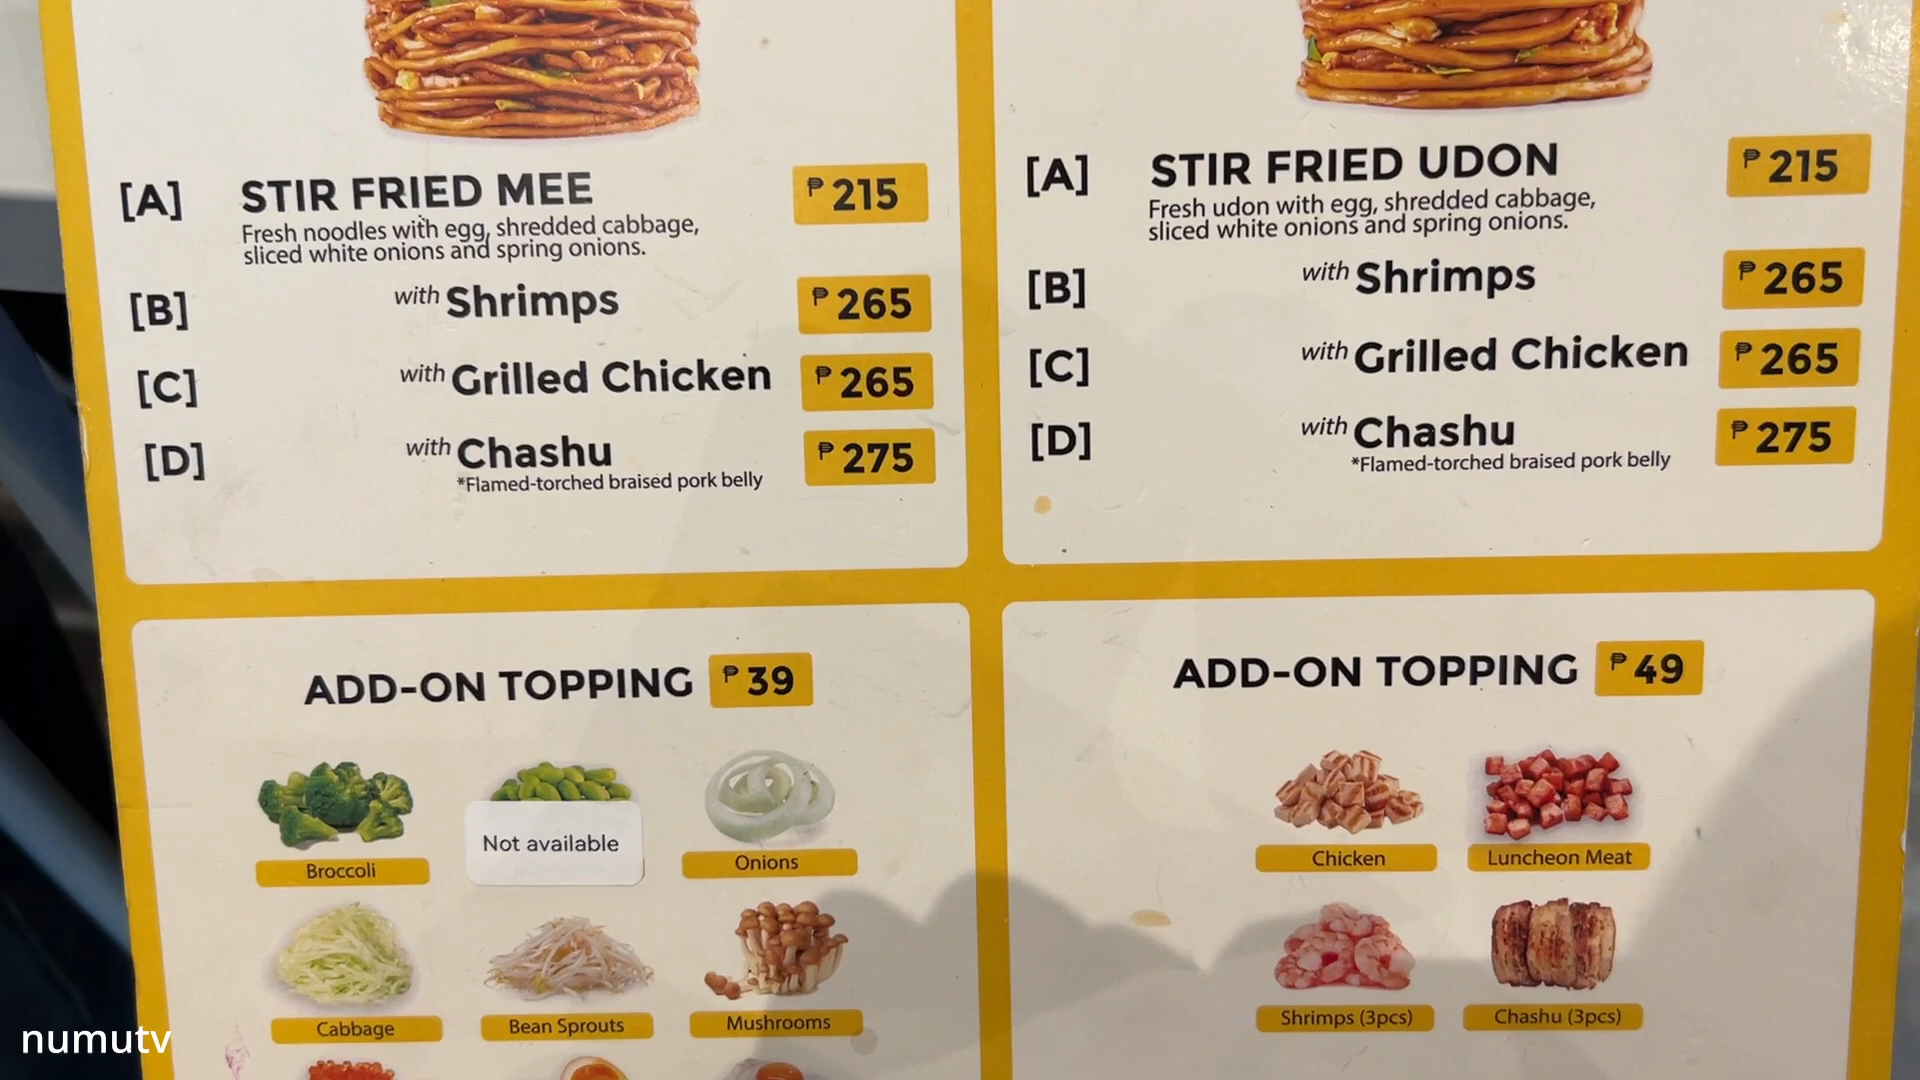 [A] STIR FRIED MEE ₱ 215
Fresh noodles with egg, shredded cabbage,
sliced white onions and spring onions.
[B] with Shrimps ₱ 265
[C] with Grilled Chicken ₱ 265
[D] with Chashu ₱ 275
*Flamed-torched braised pork belly
[A] STIR FRIED UDON ₱ 215
Fresh udon with egg, shredded cabbage,
sliced white onions and spring onions.
[B] with Shrimps ₱ 265
[C] with Grilled Chicken ₱ 265
[D] with Chashu ₱ 275
*Flamed-torched braised pork belly
ADD-ON TOPPING ₱ 39
Broccoli
Not available
Onions
Cabbage
Bean Sprouts
Mushrooms
ADD-ON TOPPING ₱ 49
Chicken
Luncheon Meat
Shrimps (3pcs)
Chashu (3pcs)
numutv